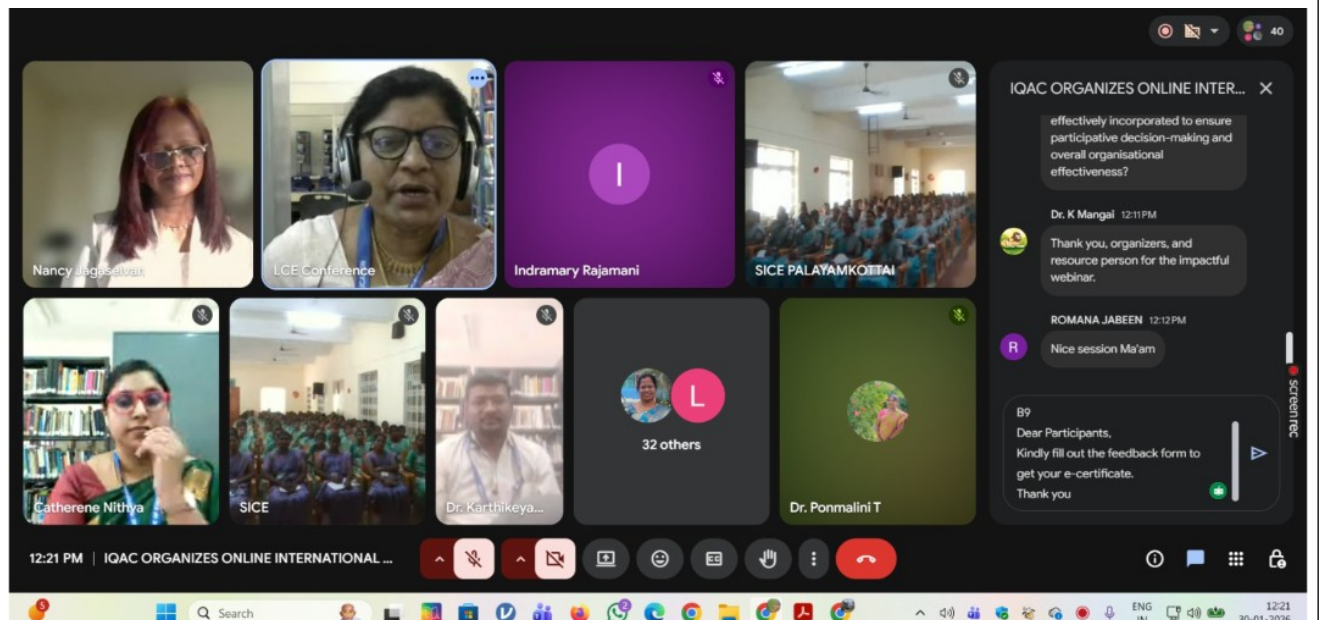 40
IQAC ORGANIZES ONLINE INTER...
effectively incorporated to ensure
participative decision-making and
overall organisational
effectiveness?
Dr. K Mangai 12:11 PM
Thank you, organizers, and
resource person for the impactful
webinar.
ROMANA JABEEN 12:12 PM
R
Nice session Ma'am
B9
Dear Participants,
Kindly fill out the feedback form to
get your e-certificate.
Thank you
screenrec
Nancy Jagaselvan
LCE Conference
I
Indramary Rajamani
SICE PALAYAMKOTTAI
Catherene Nithya
SICE
Dr. Karthikeya...
L
32 others
Dr. Ponmalini T
12:21 PM | IQAC ORGANIZES ONLINE INTERNATIONAL ...
CC
5
Search
2
ENG
IN
12:21
30-01-2026